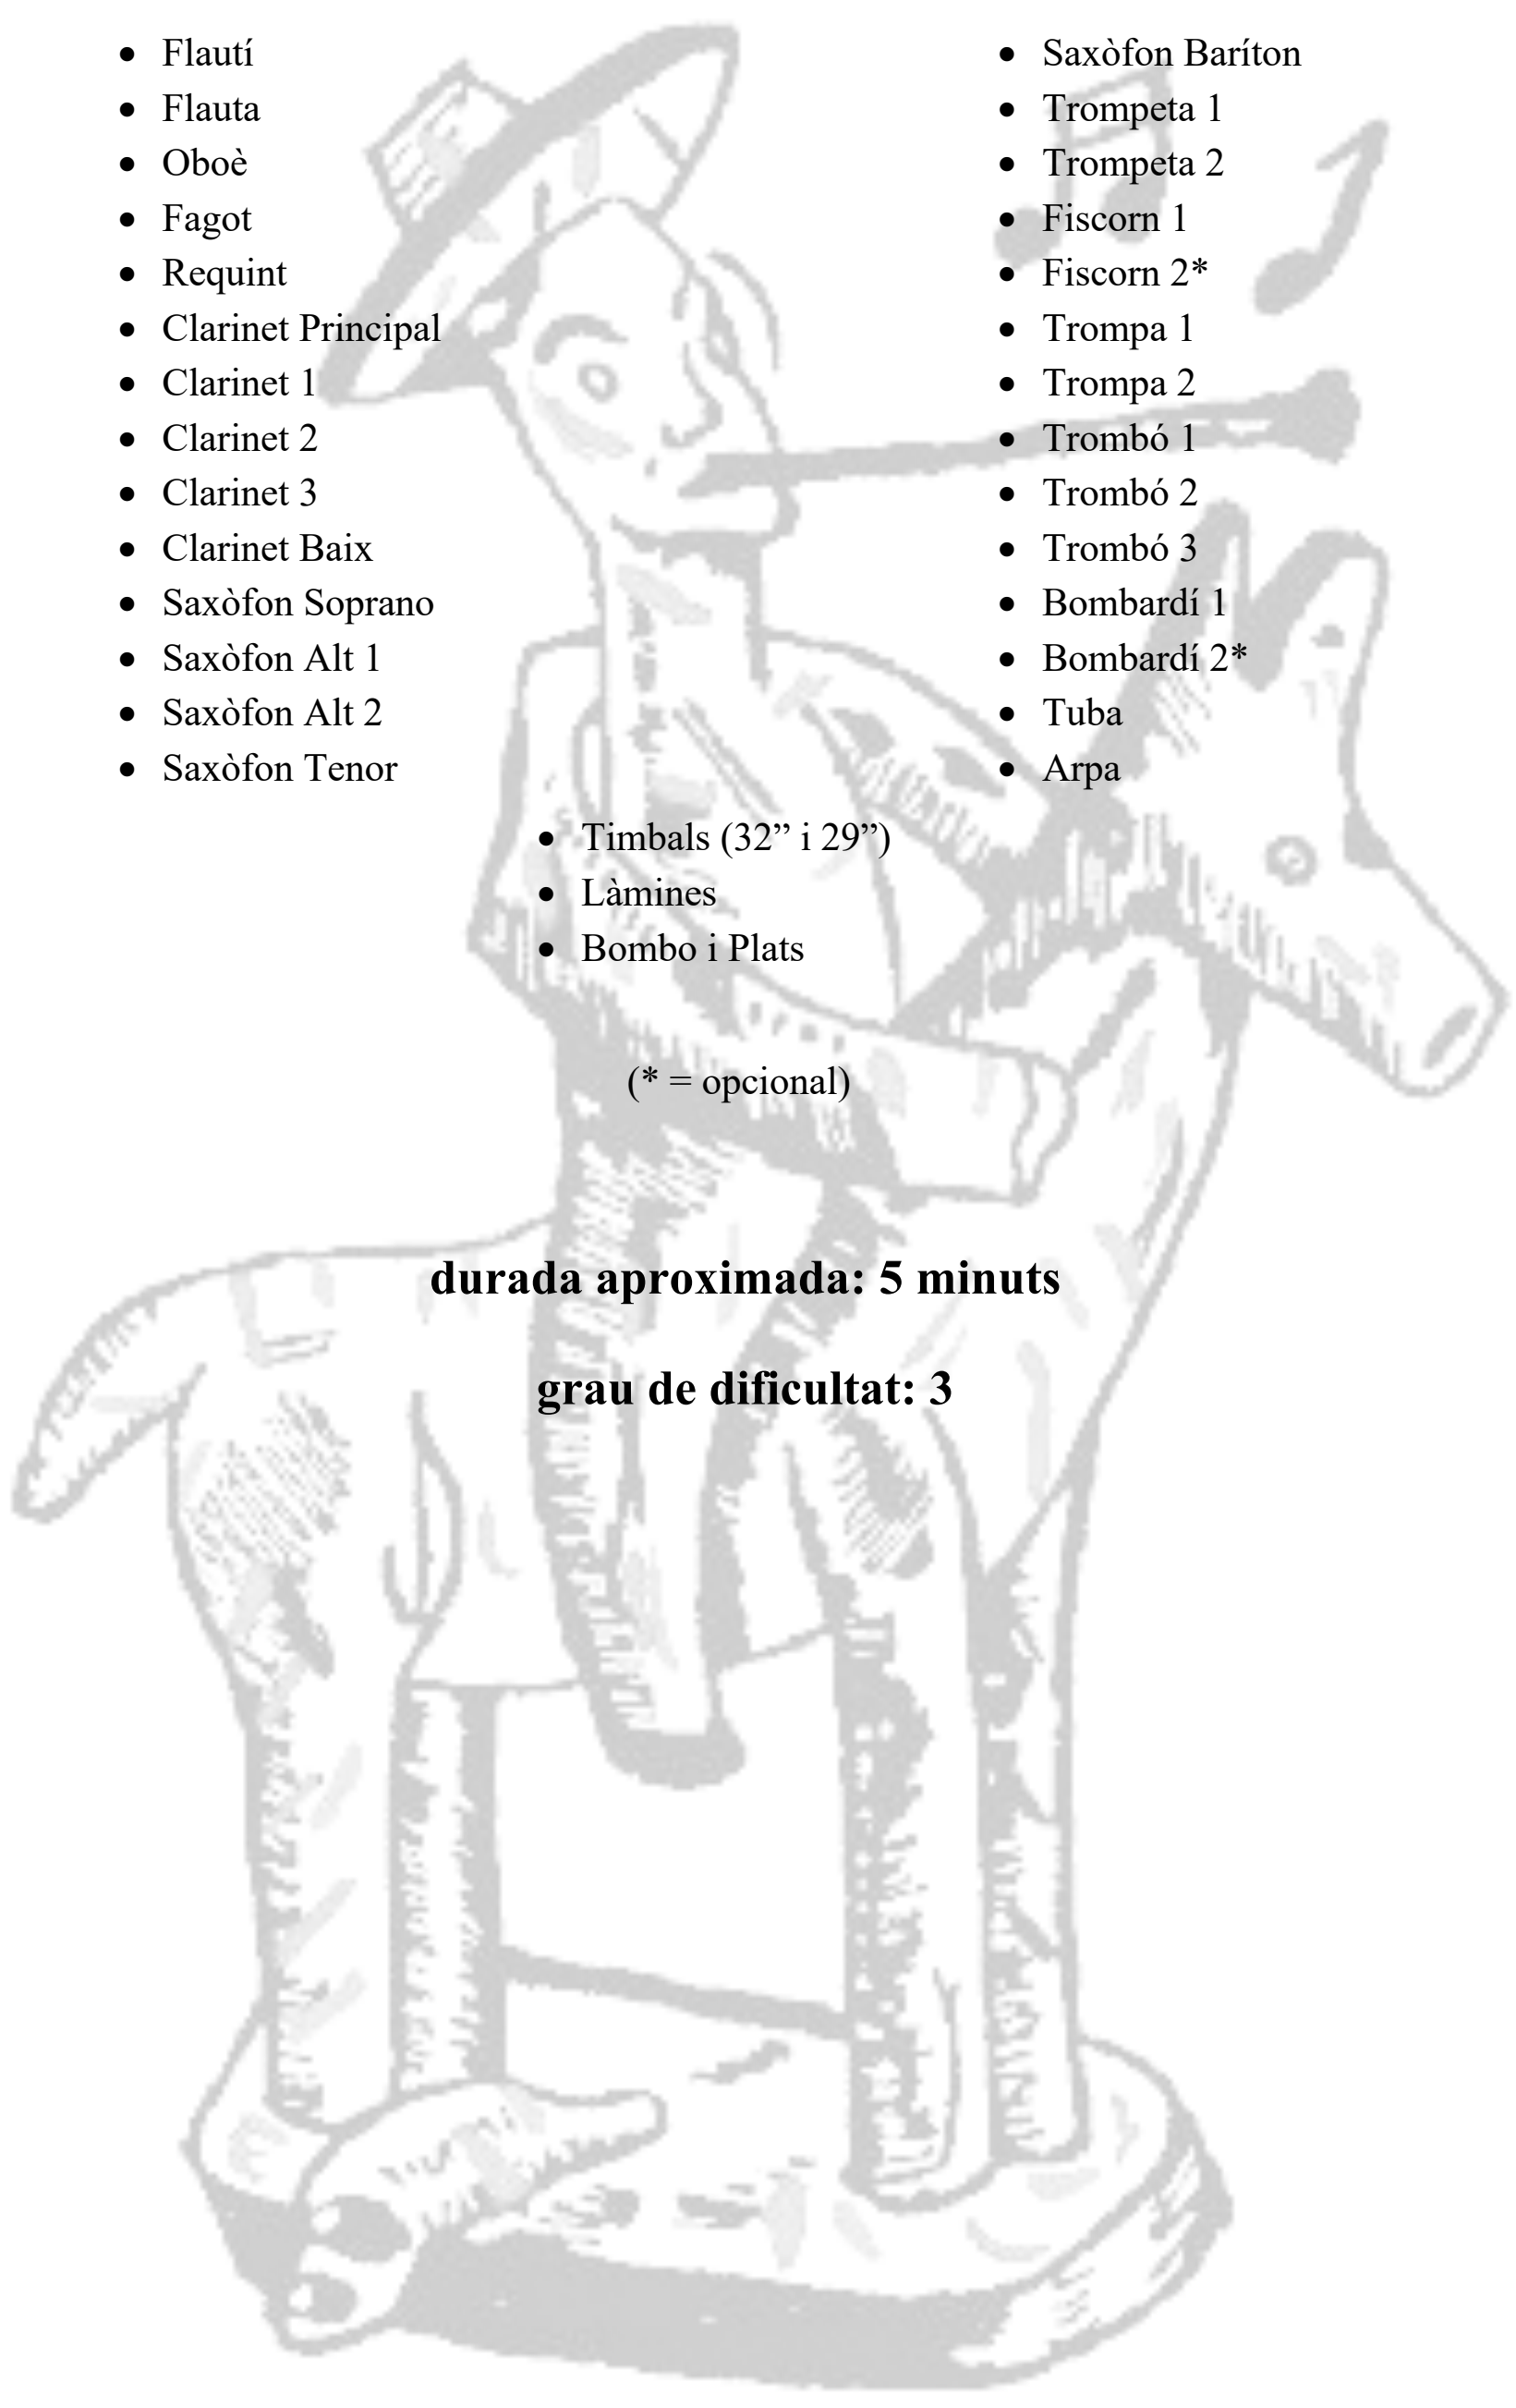 • Flautí
• Flauta
• Oboè
• Fagot
• Requint
• Clarinet Principal
• Clarinet 1
• Clarinet 2
• Clarinet 3
• Clarinet Baix
• Saxòfon Soprano
• Saxòfon Alt 1
• Saxòfon Alt 2
• Saxòfon Tenor
• Saxòfon Baríton
• Trompeta 1
• Trompeta 2
• Fiscorn 1
• Fiscorn 2*
• Trompa 1
• Trompa 2
• Trombó 1
• Trombó 2
• Trombó 3
• Bombardí 1
• Bombardí 2*
• Tuba
• Arpa
• Timbals (32” i 29”)
• Làmines
• Bombo i Plats
(* = opcional)
durada aproximada: 5 minuts
grau de dificultat: 3